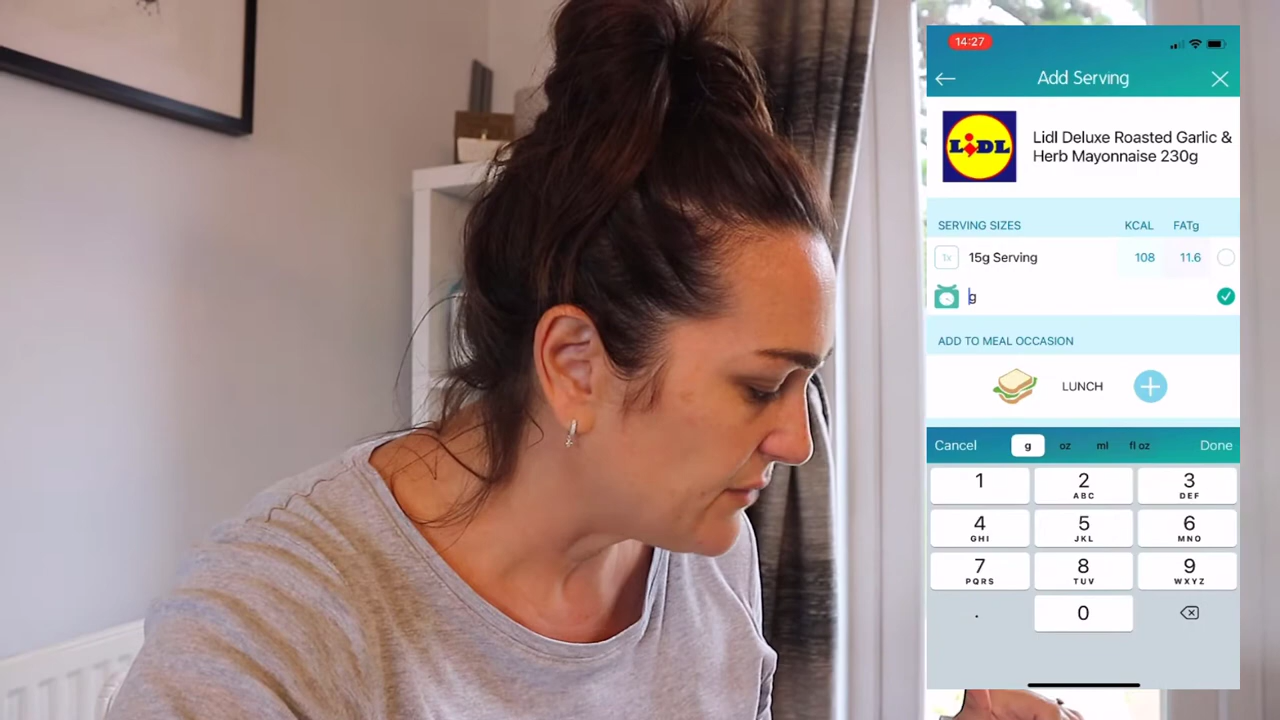 14:27
Add Serving
LIDL
Lidl Deluxe Roasted Garlic &
Herb Mayonnaise 230g
SERVING SIZES KCAL FATg
1x 15g Serving 108 11.6
g
ADD TO MEAL OCCASION
LUNCH
Cancel g oz ml fl oz Done
1 2 3
ABC DEF
4 5 6
GHI JKL MNO
7 8 9
PQRS TUV WXYZ
. 0